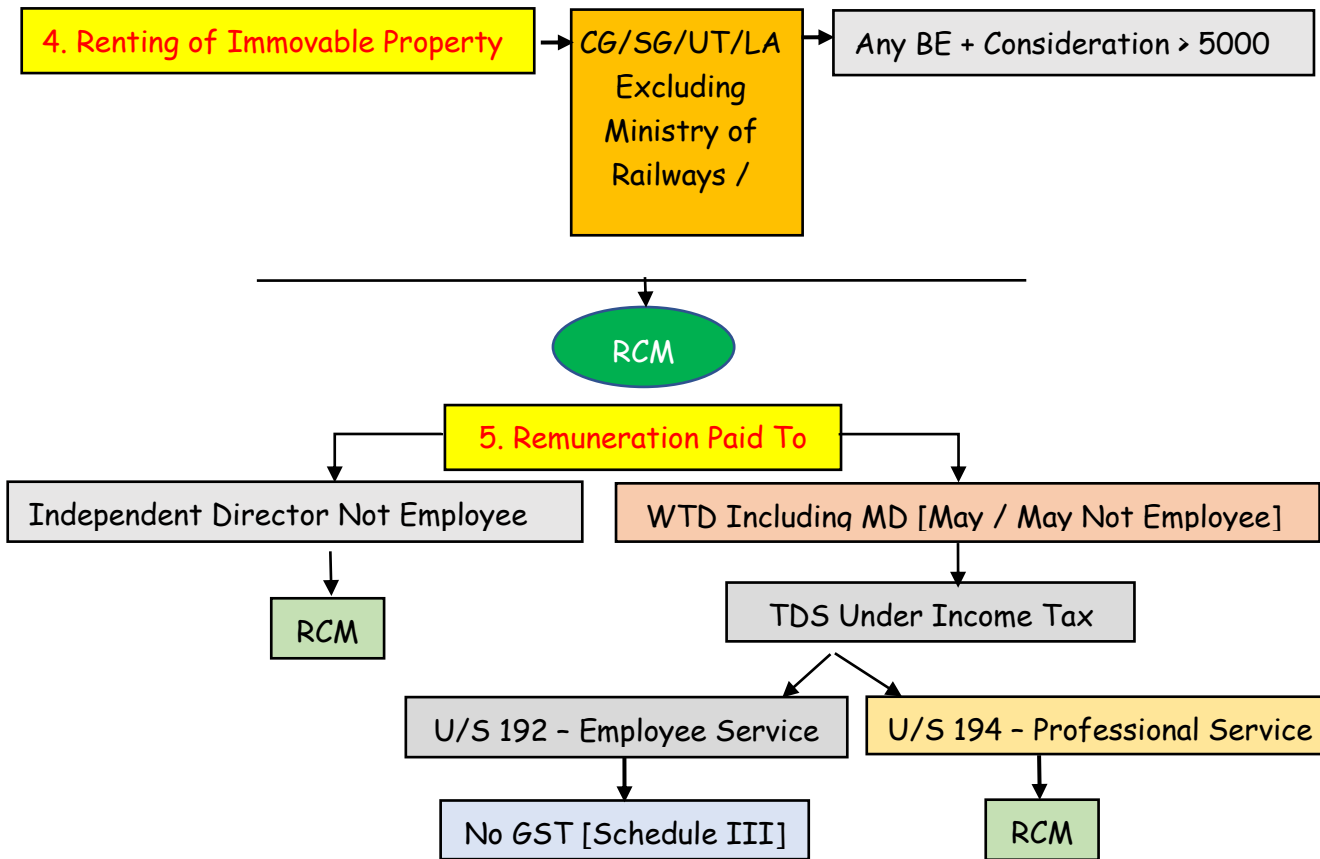 4. Renting of Immovable Property
CG/SG/UT/LA
Excluding
Ministry of
Railways /
Any BE + Consideration > 5000
RCM
5. Remuneration Paid To
Independent Director Not Employee
WTD Including MD [May / May Not Employee]
RCM
TDS Under Income Tax
U/S 192 – Employee Service
U/S 194 – Professional Service
No GST [Schedule III]
RCM